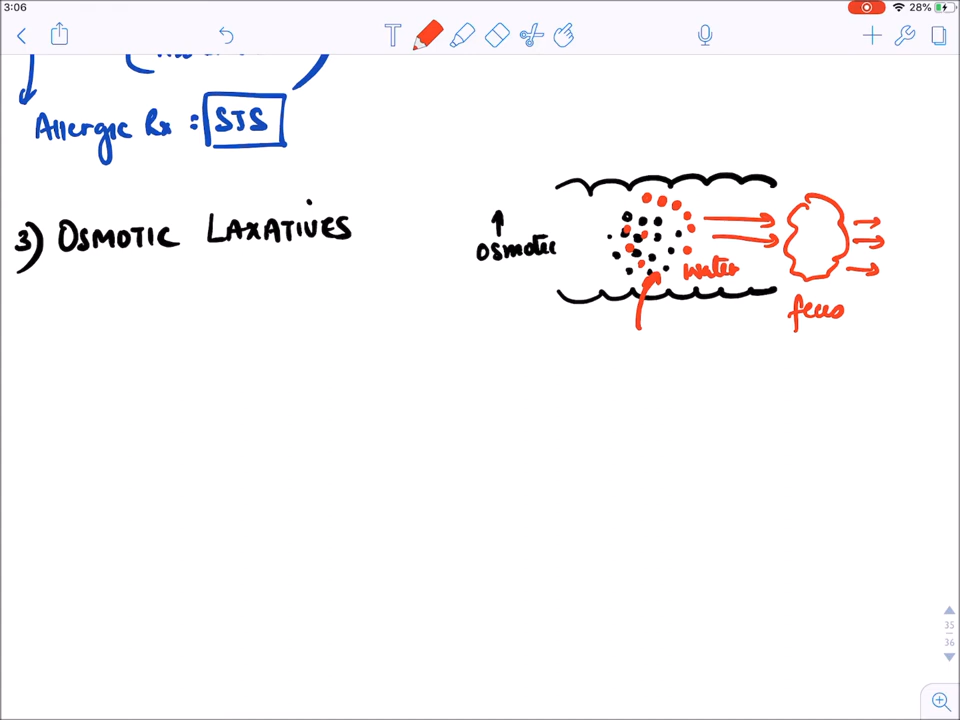 3:06
28%
T
Allergic Rx = SJS
3) OSMOTIC LAXATIVES
↑
osmotic
water
feces
35
36